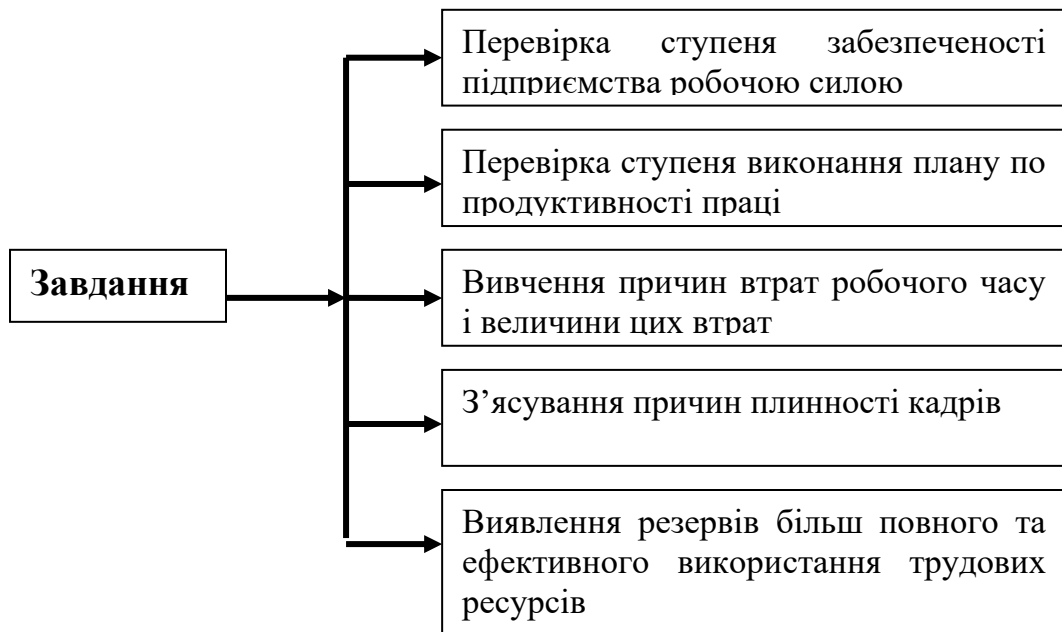 Перевірка ступеня забезпеченості
підприємства робочою силою
Перевірка ступеня виконання плану по
продуктивності праці
Завдання
Вивчення причин втрат робочого часу
і величини цих втрат
З’ясування причин плинності кадрів
Виявлення резервів більш повного та
ефективного використання трудових
ресурсів